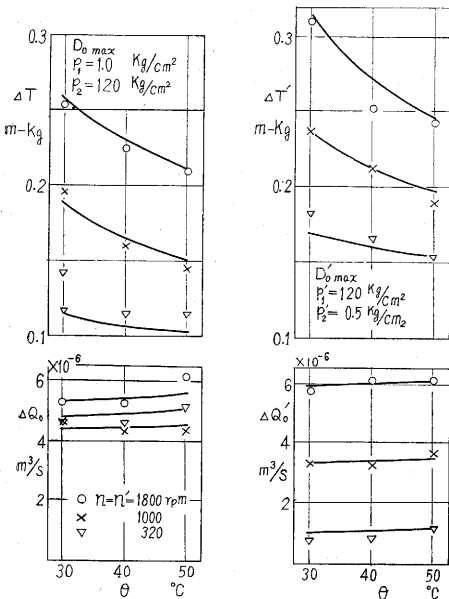 0.3
ΔT
m-Kg
0.2
0.1
D₀ max
p₁=1.0 Kg/cm²
p₂=120 Kg/cm²
0.3
ΔT′
m-Kg
0.2
0.1
D₀′ max
p₁′=120 Kg/cm²
p₂′=0.5 Kg/cm₂
×10⁻⁶
6
ΔQ₀
4
m³/s
2
○ n=n′=1800 rpm
× 1000
▽ 320
30 40 50
θ °C
×10⁻⁶
6
ΔQ₀′
4
m³/s
2
30 40 50
θ °C